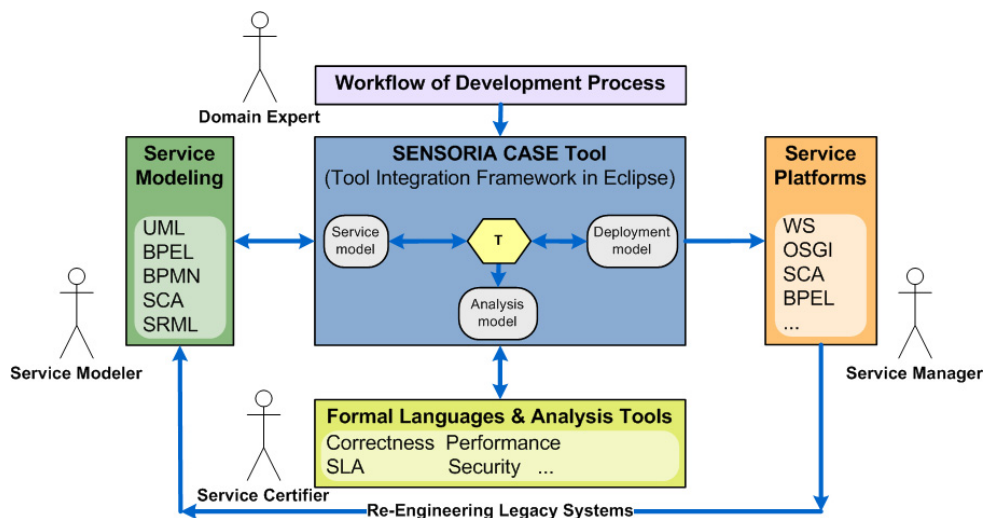 Domain Expert
Workflow of Development Process
Service
Modeling
UML
BPEL
BPMN
SCA
SRML
SENSORIA CASE Tool
(Tool Integration Framework in Eclipse)
Service
model
T
Deployment
model
Analysis
model
Service
Platforms
WS
OSGI
SCA
BPEL
...
Service Modeler
Service Manager
Formal Languages & Analysis Tools
Correctness Performance
SLA Security ...
Service Certifier
Re-Engineering Legacy Systems